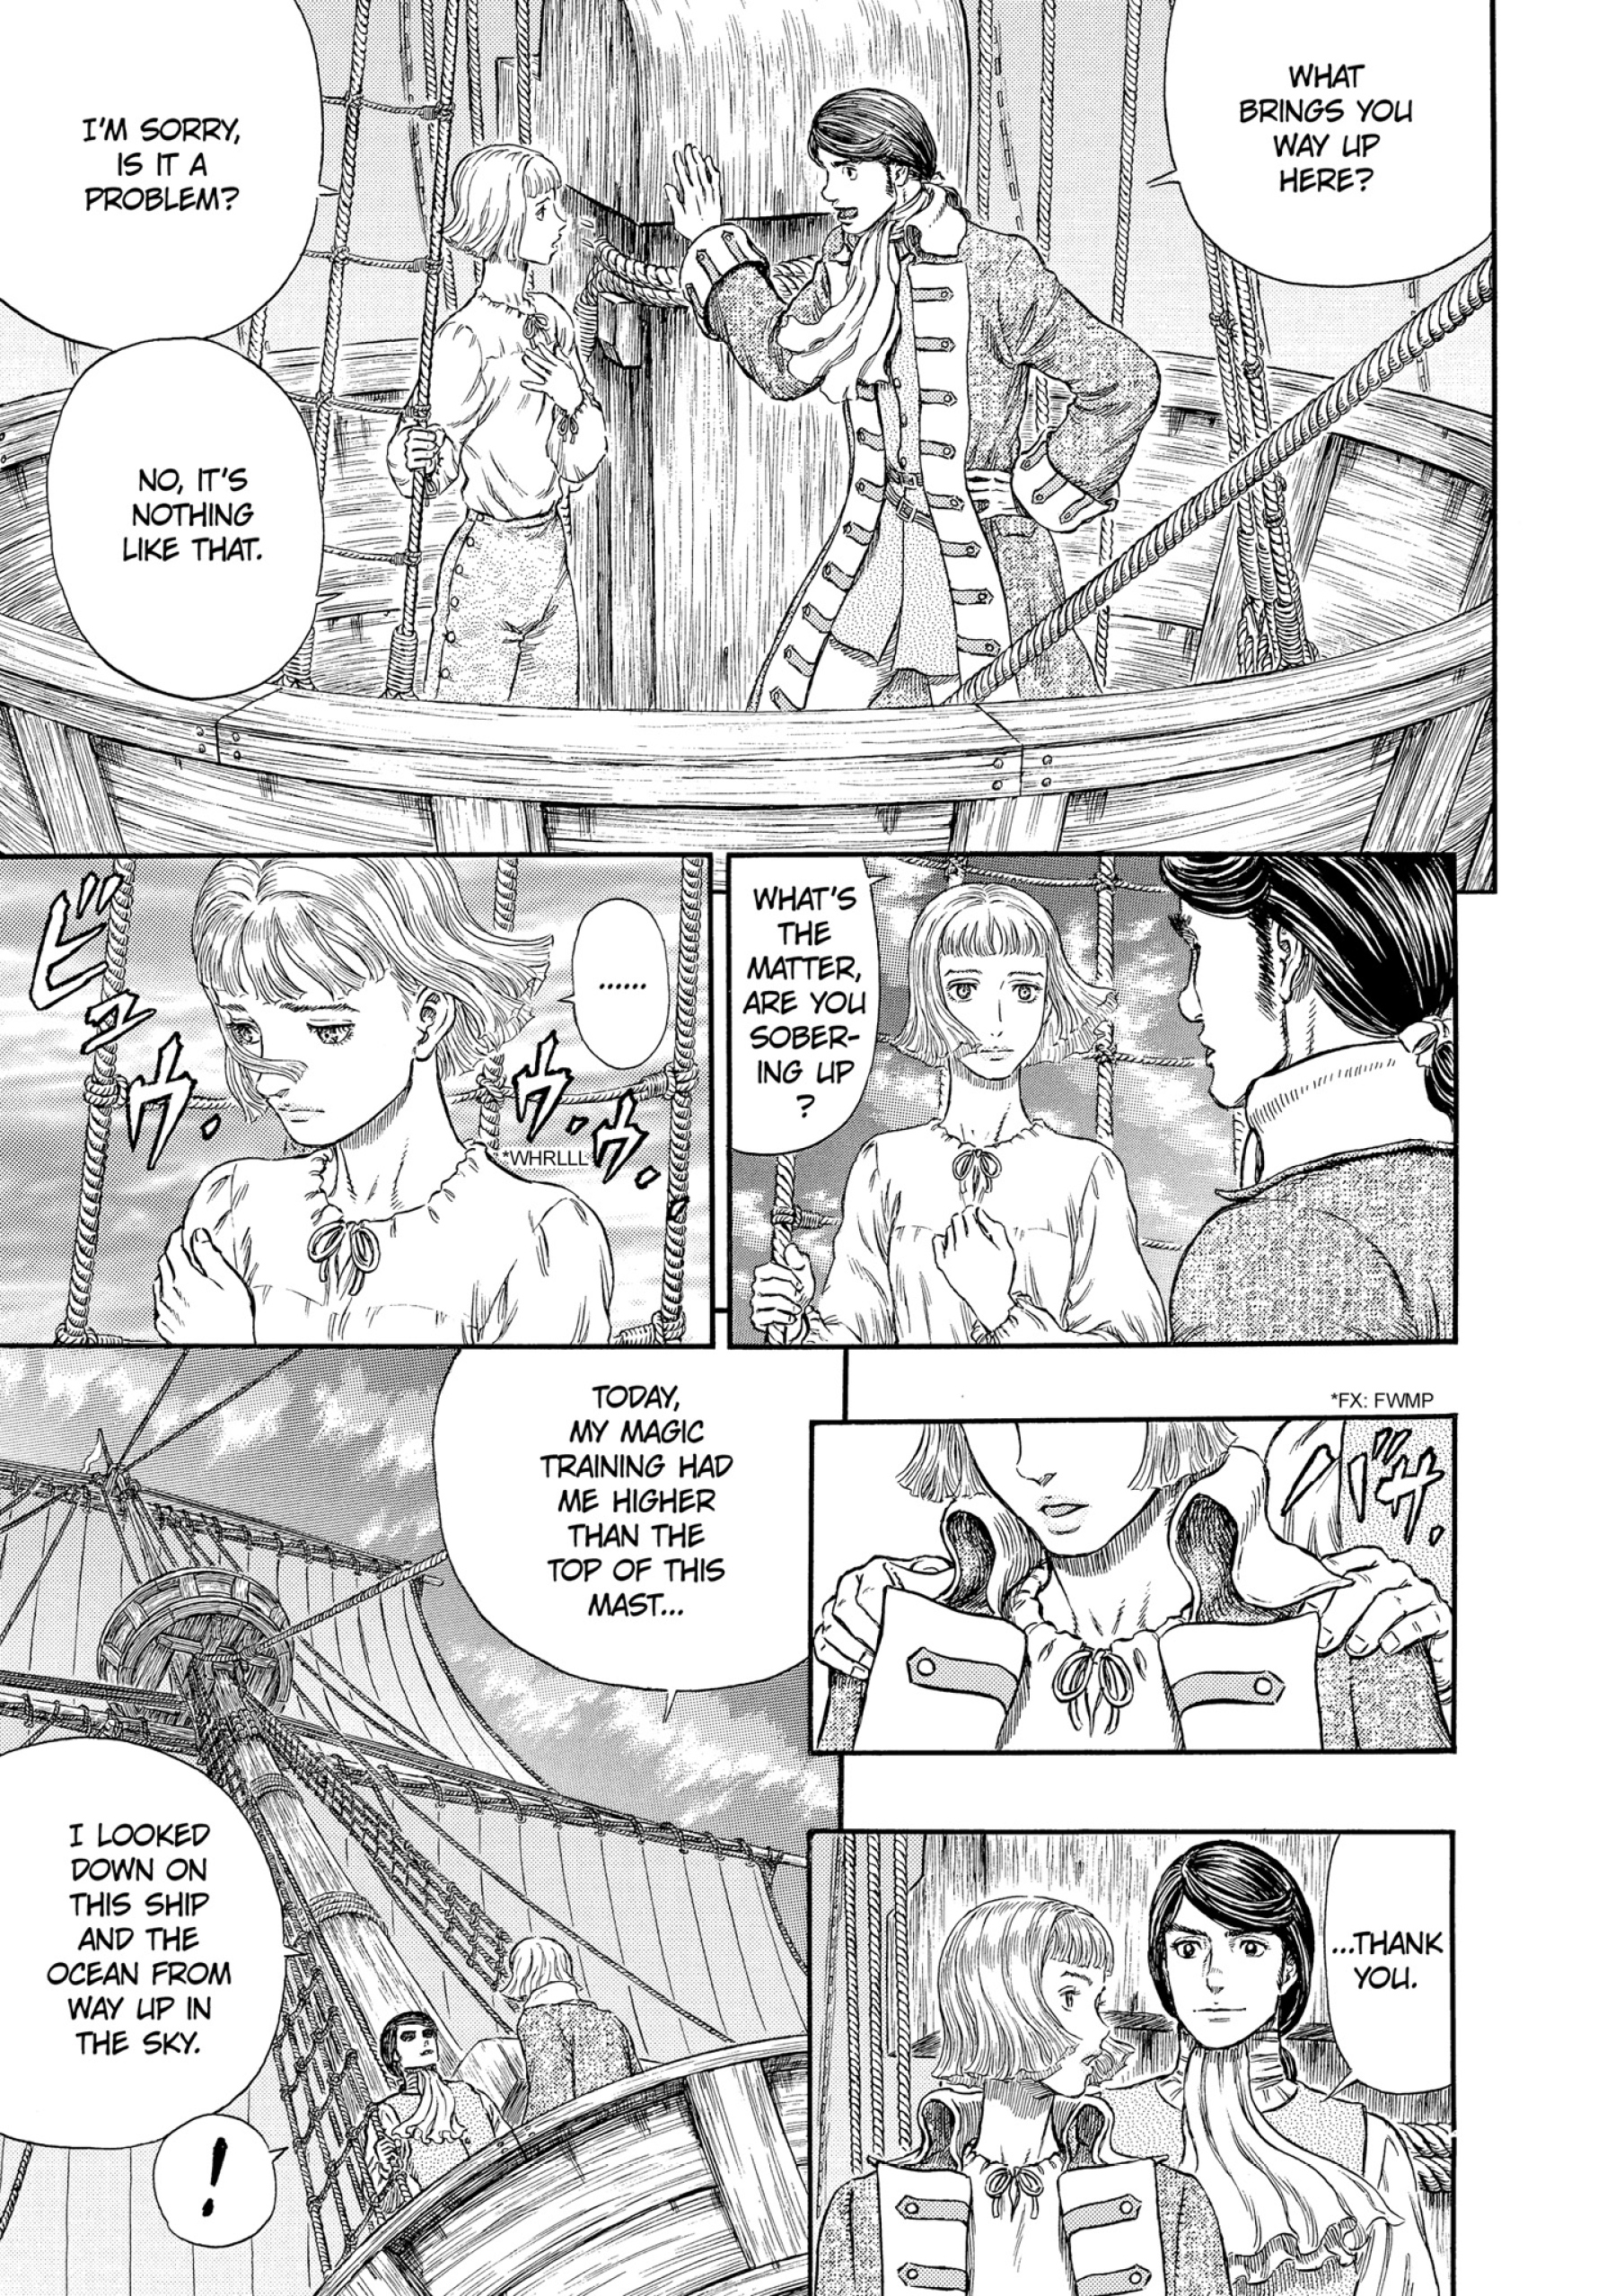 WHAT
BRINGS YOU
WAY UP
HERE?
I'M SORRY,
IS IT A
PROBLEM?
NO, IT'S
NOTHING
LIKE THAT.
WHAT'S
THE
MATTER,
ARE YOU
SOBER-
ING UP
?
......
ビュウ.ウ.ウ.
*WHRLLL
*FX: FWMP
バサ.
...THANK
YOU.
TODAY,
MY MAGIC
TRAINING HAD
ME HIGHER
THAN THE
TOP OF THIS
MAST...
I LOOKED
DOWN ON
THIS SHIP
AND THE
OCEAN FROM
WAY UP IN
THE SKY.
!